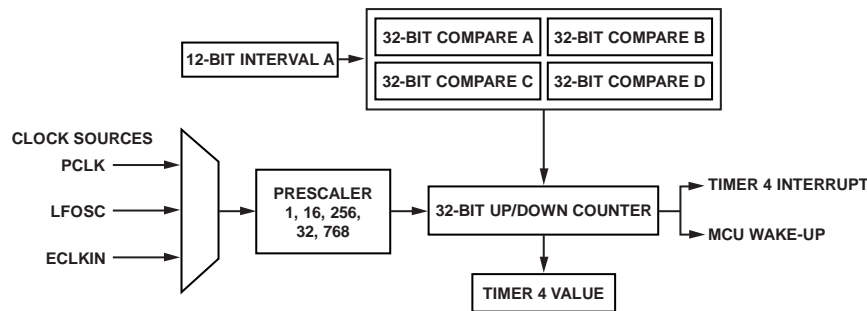 32-BIT COMPARE A
32-BIT COMPARE B
12-BIT INTERVAL A
32-BIT COMPARE C
32-BIT COMPARE D
CLOCK SOURCES
PCLK
LFOSC
ECLKIN
PRESCALER
1, 16, 256,
32, 768
32-BIT UP/DOWN COUNTER
TIMER 4 INTERRUPT
MCU WAKE-UP
TIMER 4 VALUE